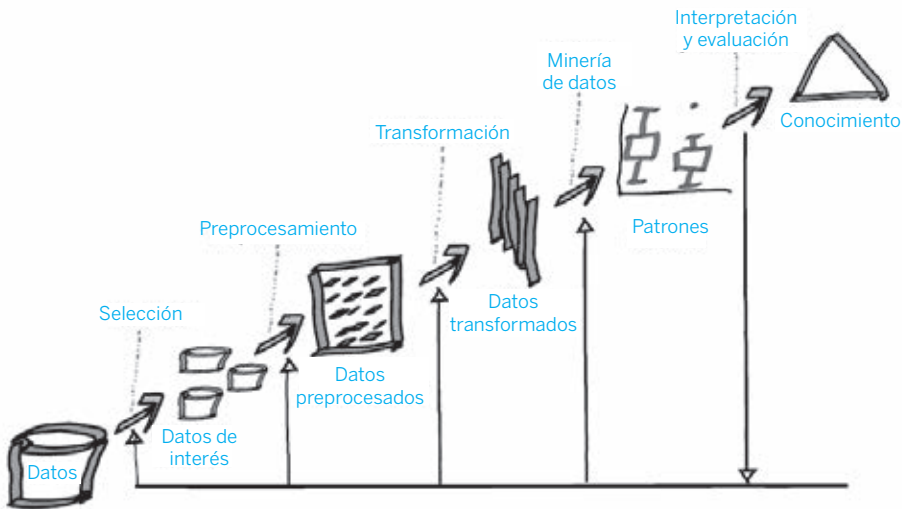 Interpretación
y evaluación
Minería
de datos
Conocimiento
Transformación
Patrones
Preprocesamiento
Datos
transformados
Selección
Datos
preprocesados
Datos de
interés
Datos